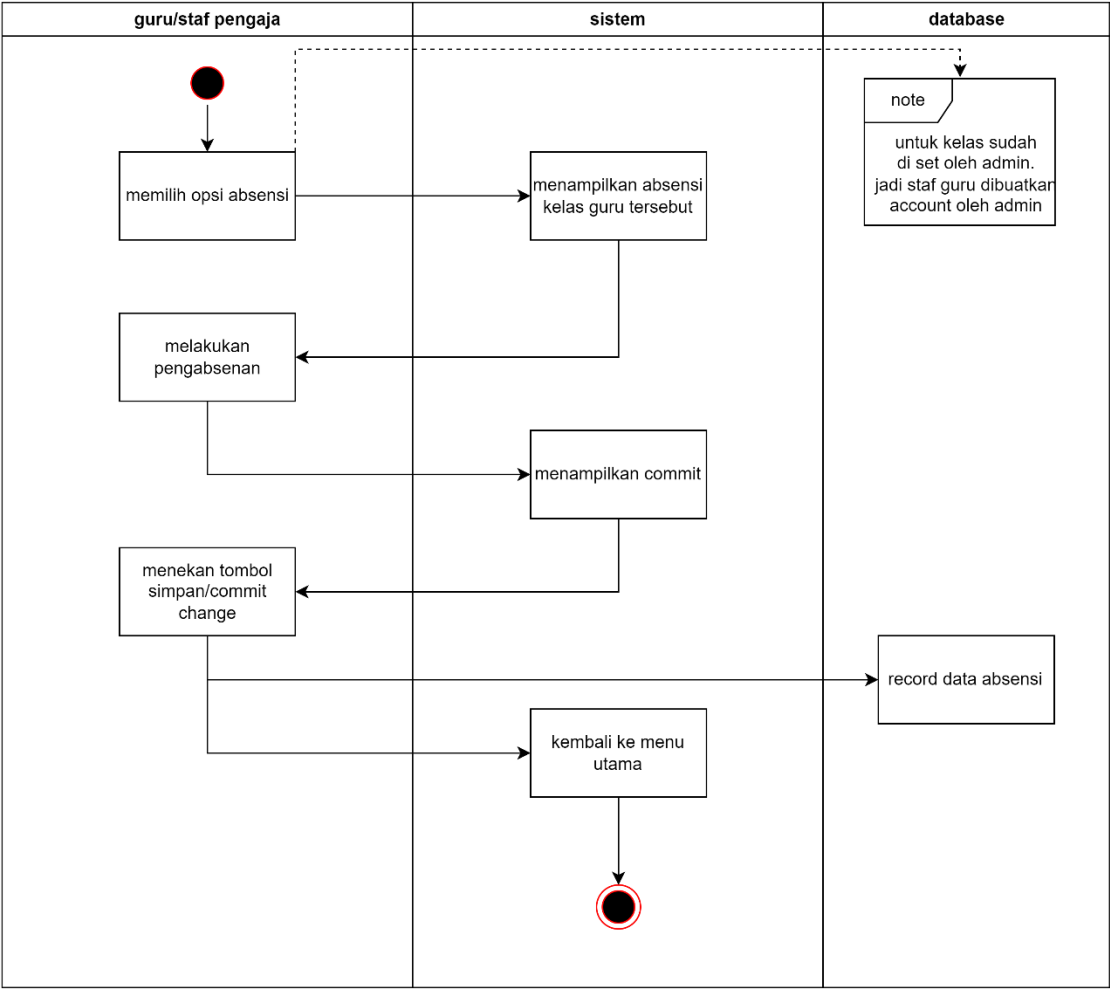 guru/staf pengaja
sistem
database
note
untuk kelas sudah
di set oleh admin.
jadi staf guru dibuatkan
account oleh admin
memilih opsi absensi
menampilkan absensi
kelas guru tersebut
melakukan
pengabsenan
menampilkan commit
menekan tombol
simpan/commit
change
record data absensi
kembali ke menu
utama